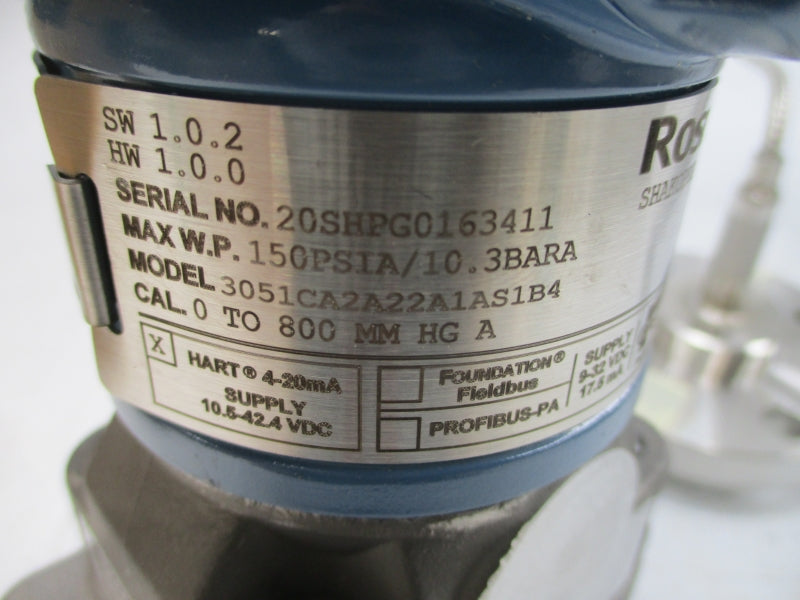 SW 1.0.2
HW 1.0.0
SERIAL NO. 20SHPG0163411
MAX W.P. 150PSIA/10.3BARA
MODEL 3051CA2A22A1AS1B4
CAL. 0 TO 800 MM HG A
X HART® 4-20mA
SUPPLY
10.5-42.4 VDC
FOUNDATION®
Fieldbus
PROFIBUS-PA
SUPPLY
9-32 VDC
17.5 mA
Ros